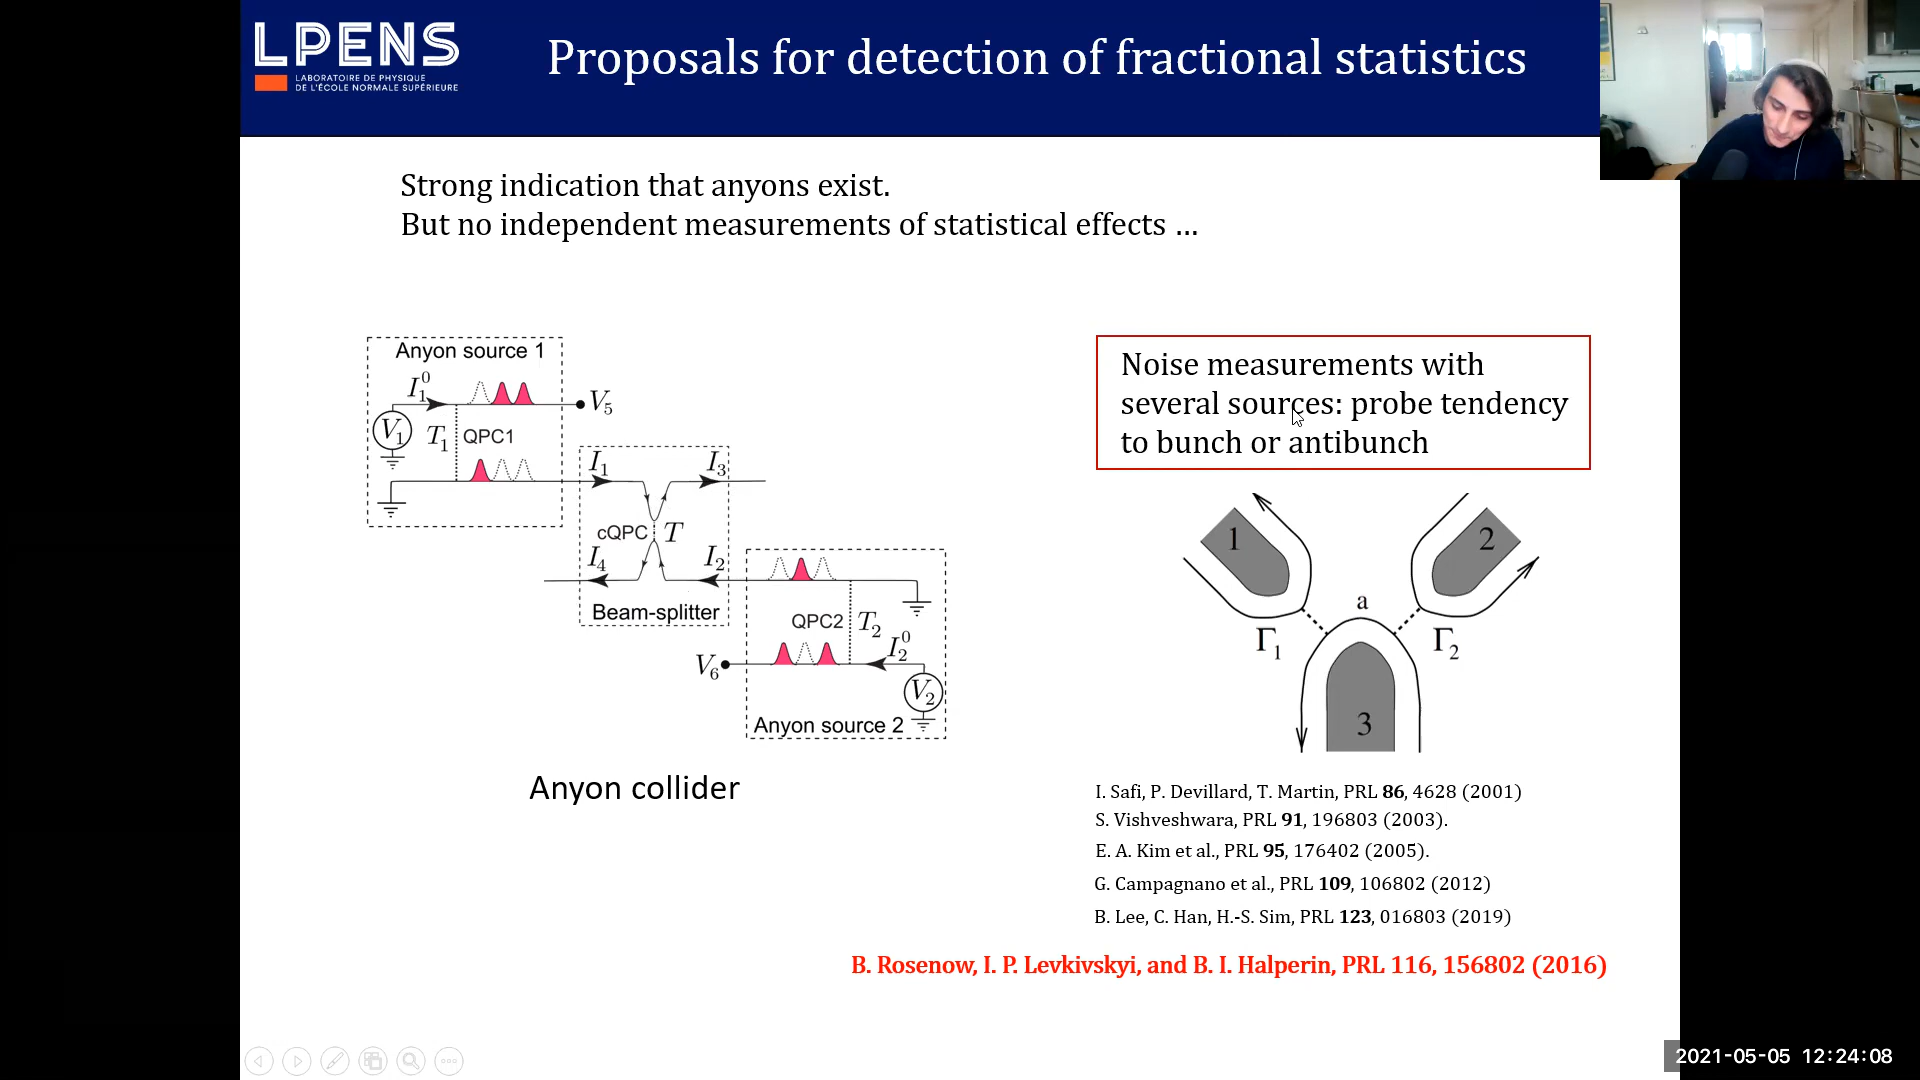 LPENS
LABORATOIRE DE PHYSIQUE
DE L'ÉCOLE NORMALE SUPÉRIEURE
Proposals for detection of fractional statistics
Strong indication that anyons exist.
But no independent measurements of statistical effects ...
Anyon source 1
I₁⁰
V₅
V₁
T₁
QPC1
I₁
I₃
cQPC
T
I₄
I₂
Beam-splitter
QPC2
T₂
I₂⁰
V₆
V₂
Anyon source 2
Anyon collider
Noise measurements with
several sources: probe tendency
to bunch or antibunch
1
2
a
Γ₁
Γ₂
3
I. Safi, P. Devillard, T. Martin, PRL 86, 4628 (2001)
S. Vishveshwara, PRL 91, 196803 (2003).
E. A. Kim et al., PRL 95, 176402 (2005).
G. Campagnano et al., PRL 109, 106802 (2012)
B. Lee, C. Han, H.-S. Sim, PRL 123, 016803 (2019)
B. Rosenow, I. P. Levkivskyi, and B. I. Halperin, PRL 116, 156802 (2016)
2021-05-05 12:24:08